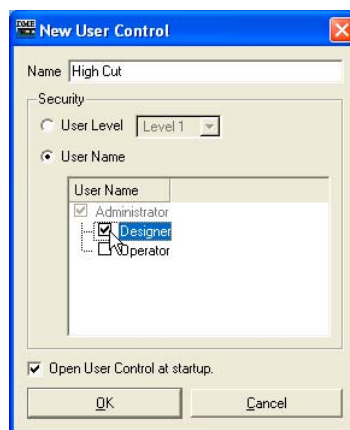 DME New User Control
Name High Cut
Security
User Level Level 1
User Name
User Name
Administrator
Designer
Operator
Open User Control at startup.
OK Cancel